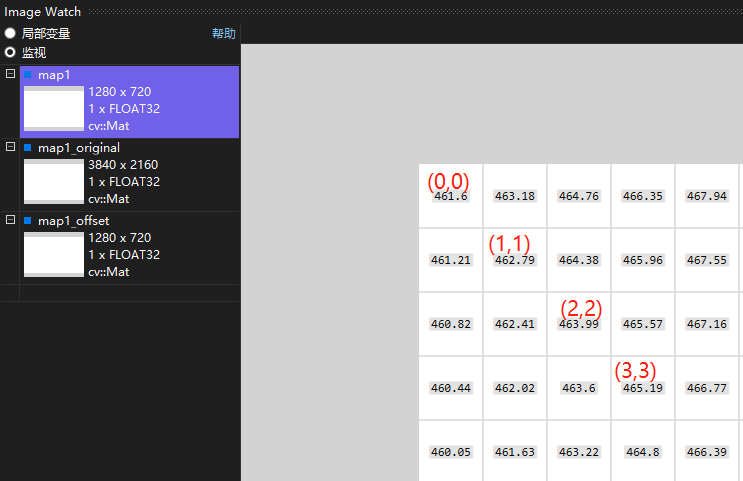 Image Watch
局部变量 帮助
监视
map1
1280 x 720
1 x FLOAT32
cv::Mat
map1_original
3840 x 2160
1 x FLOAT32
cv::Mat
map1_offset
1280 x 720
1 x FLOAT32
cv::Mat
(0,0)
461.6 463.18 464.76 466.35 467.94
(1,1)
461.21 462.79 464.38 465.96 467.55
(2,2)
460.82 462.41 463.99 465.57 467.16
(3,3)
460.44 462.02 463.6 465.19 466.77
460.05 461.63 463.22 464.8 466.39